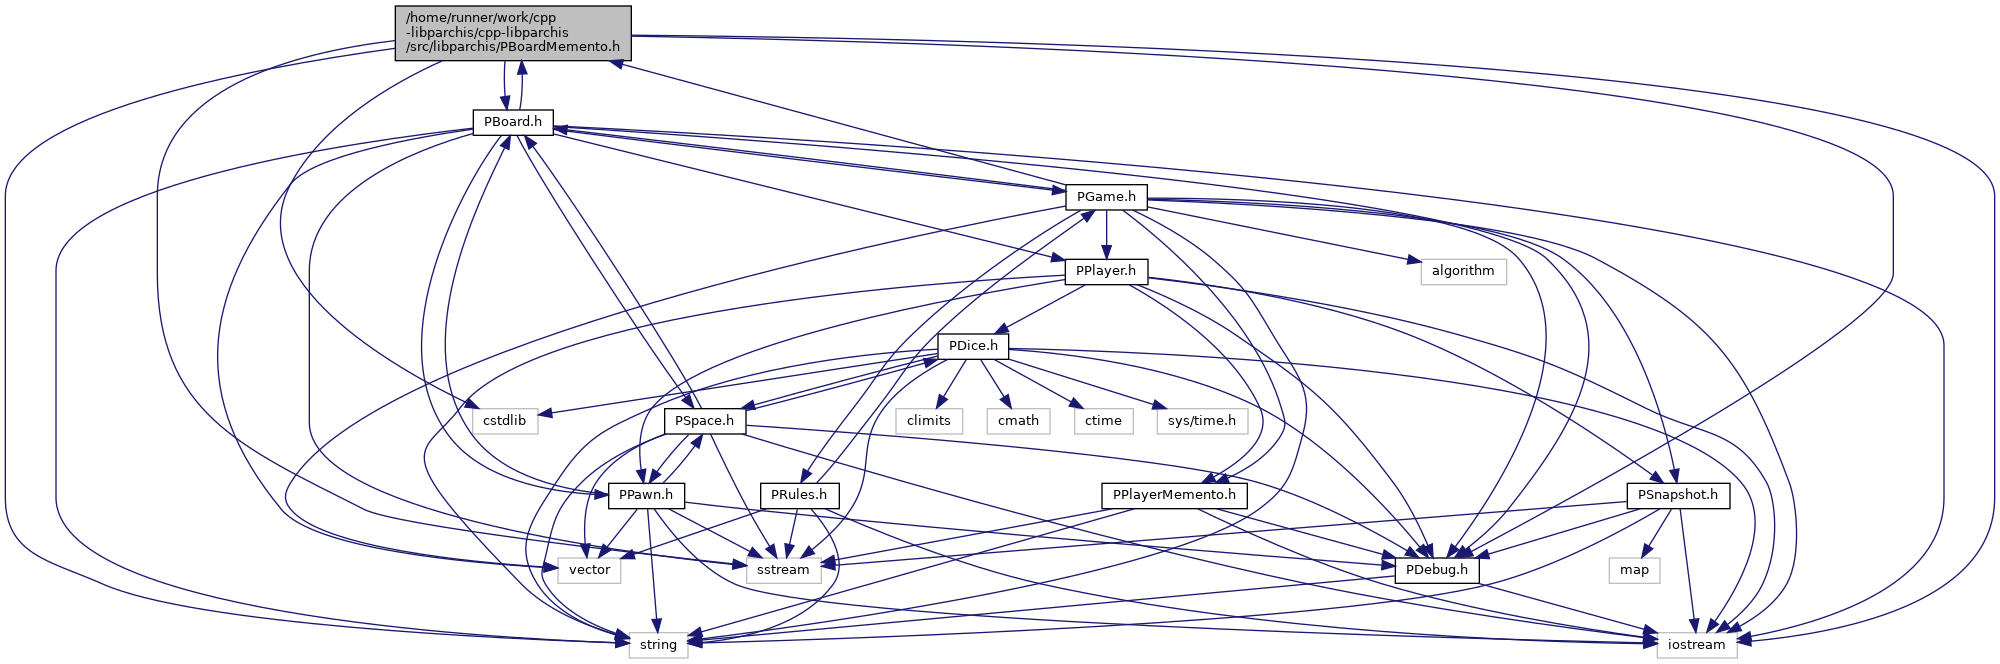 /home/runner/work/cpp
-libparchis/cpp-libparchis
/src/libparchis/PBoardMemento.h
PBoard.h
PGame.h
PPlayer.h
algorithm
PDice.h
cstdlib
PSpace.h
climits
cmath
ctime
sys/time.h
PPawn.h
PRules.h
PPlayerMemento.h
PSnapshot.h
vector
sstream
PDebug.h
map
string
iostream